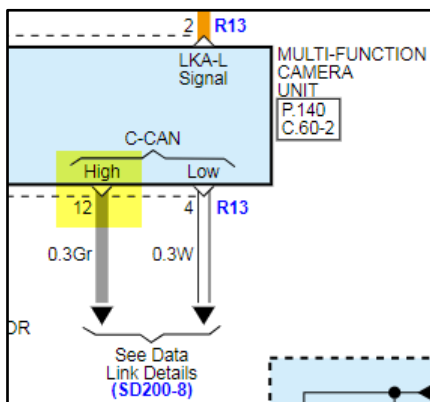 2 R13
LKA-L
Signal
MULTI-FUNCTION
CAMERA
UNIT
P.140
C.60-2
C-CAN
High Low
12 4 R13
0.3Gr 0.3W
OR
See Data
Link Details
(SD200-8)